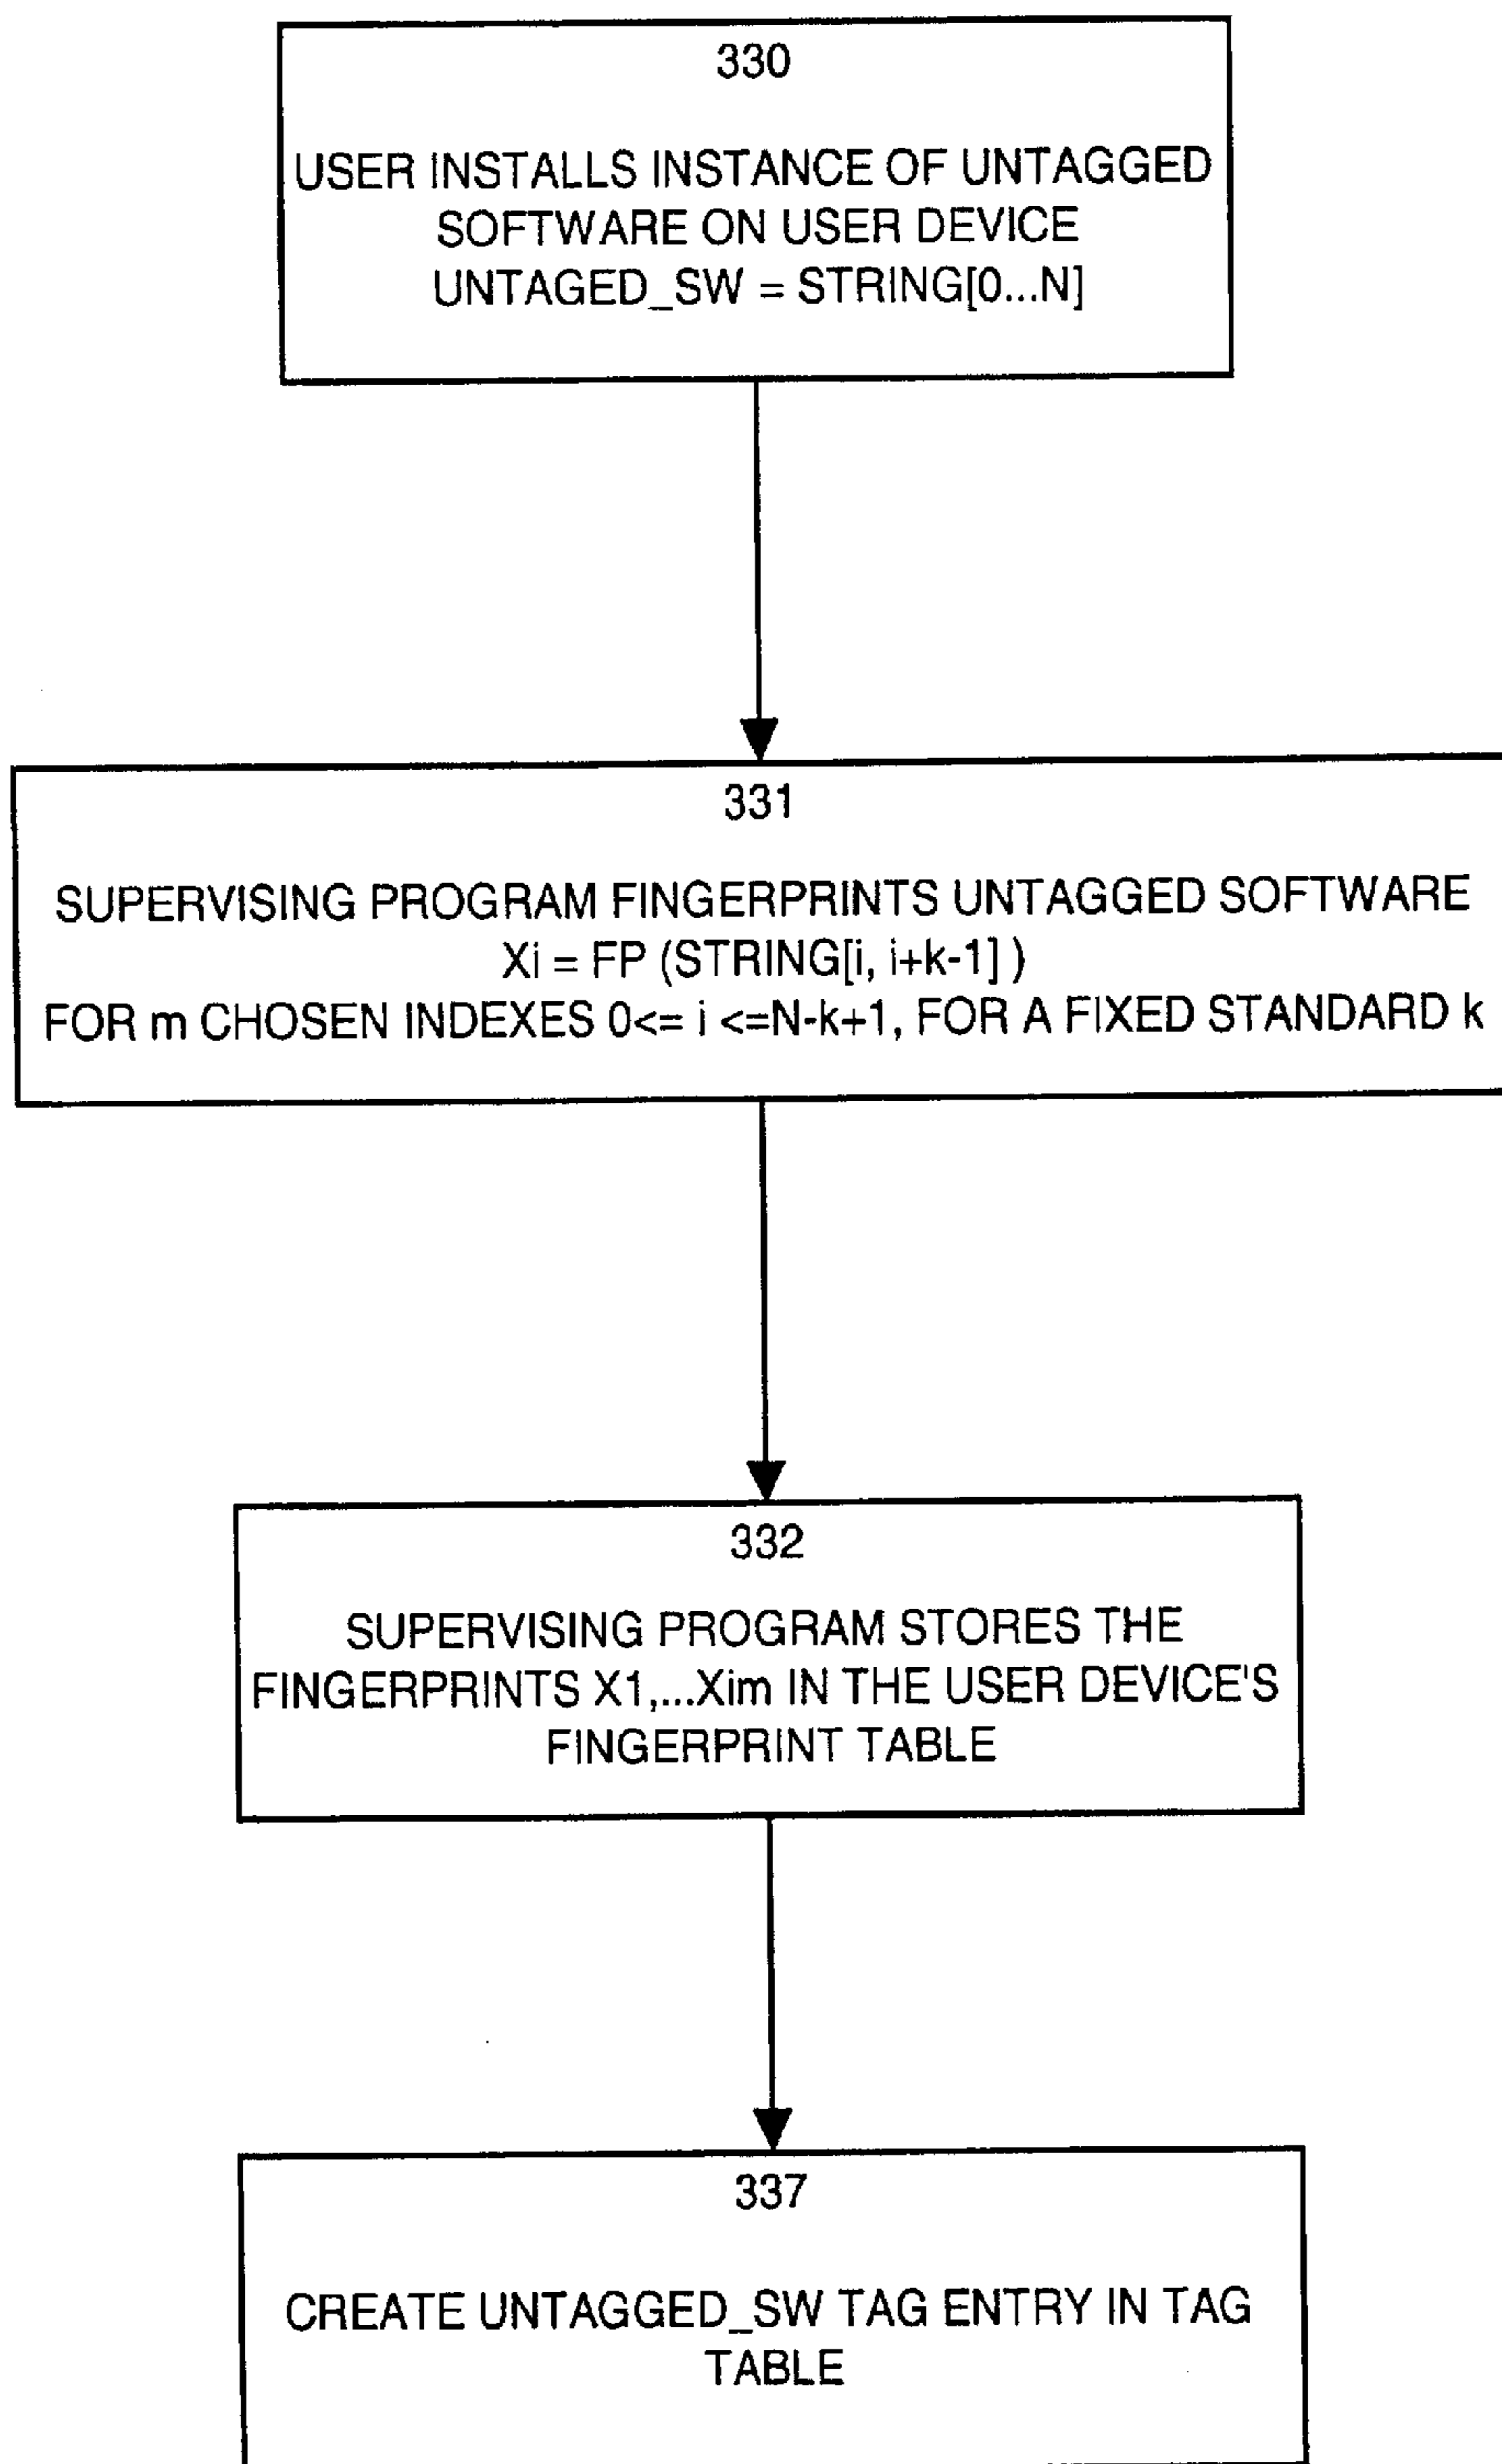 330
USER INSTALLS INSTANCE OF UNTAGGED
SOFTWARE ON USER DEVICE
UNTAGED_SW = STRING[0...N]
331
SUPERVISING PROGRAM FINGERPRINTS UNTAGGED SOFTWARE
Xi = FP (STRING[i, i+k-1] )
FOR m CHOSEN INDEXES 0<= i <=N-k+1, FOR A FIXED STANDARD k
332
SUPERVISING PROGRAM STORES THE
FINGERPRINTS X1,...Xim IN THE USER DEVICE'S
FINGERPRINT TABLE
337
CREATE UNTAGGED_SW TAG ENTRY IN TAG
TABLE